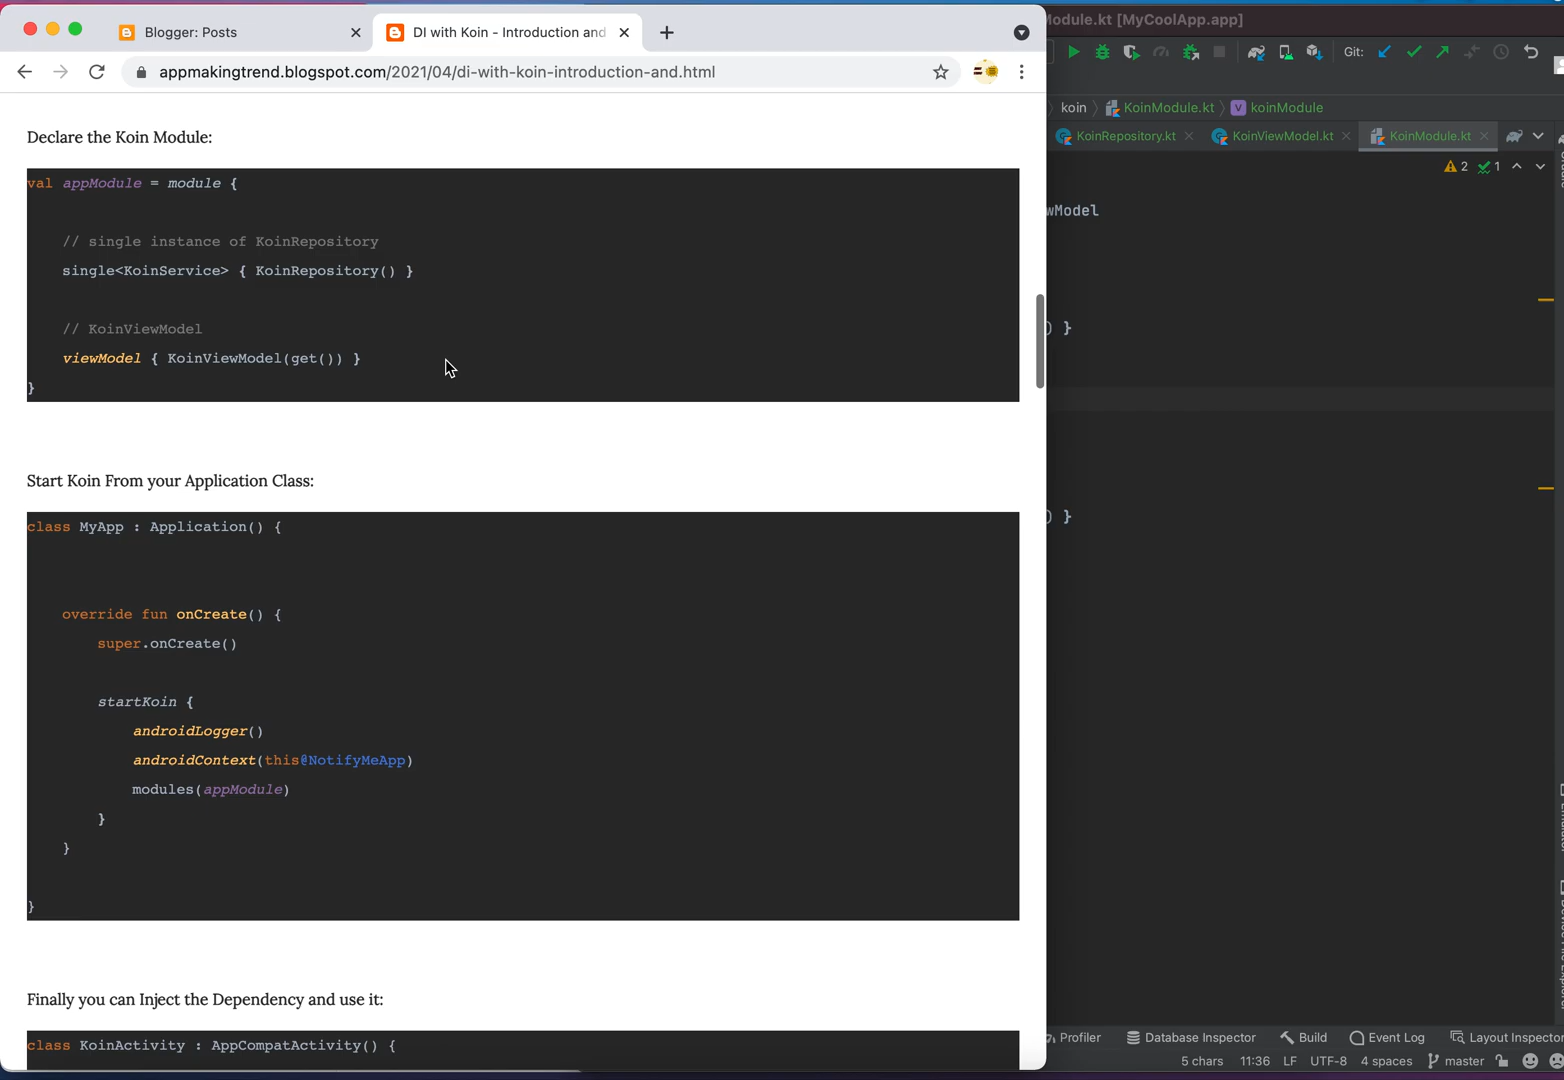 Blogger: Posts
DI with Koin - Introduction and
appmakingtrend.blogspot.com/2021/04/di-with-koin-introduction-and.html
Declare the Koin Module:
val appModule = module {
// single instance of KoinRepository
single<KoinService> { KoinRepository() }
// KoinViewModel
viewModel { KoinViewModel(get()) }
}
Start Koin From your Application Class:
class MyApp : Application() {
override fun onCreate() {
super.onCreate()
startKoin {
androidLogger()
androidContext(this@NotifyMeApp)
modules(appModule)
}
}
}
Finally you can Inject the Dependency and use it:
class KoinActivity : AppCompatActivity() {
Module.kt [MyCoolApp.app]
Git:
koin KoinModule.kt koinModule
KoinRepository.kt KoinViewModel.kt KoinModule.kt
2 1
wModel
) }
) }
Profiler Database Inspector Build Event Log Layout Inspector
5 chars 11:36 LF UTF-8 4 spaces master